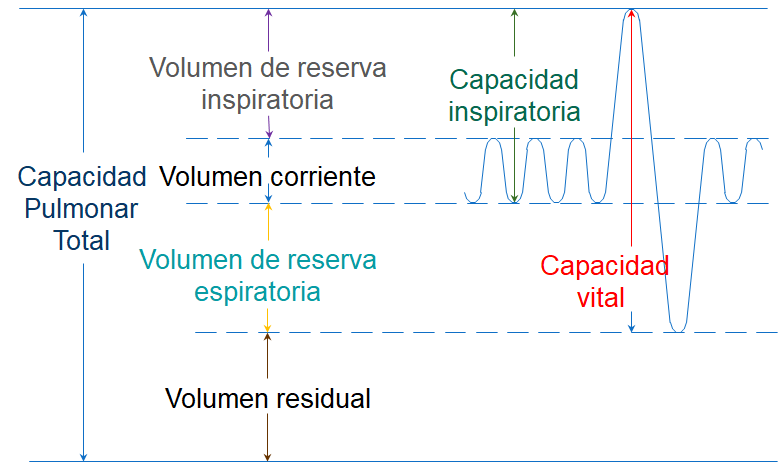 Volumen de reserva
inspiratoria
Capacidad
inspiratoria
Capacidad
Pulmonar
Total
Volumen corriente
Volumen de reserva
espiratoria
Capacidad
vital
Volumen residual